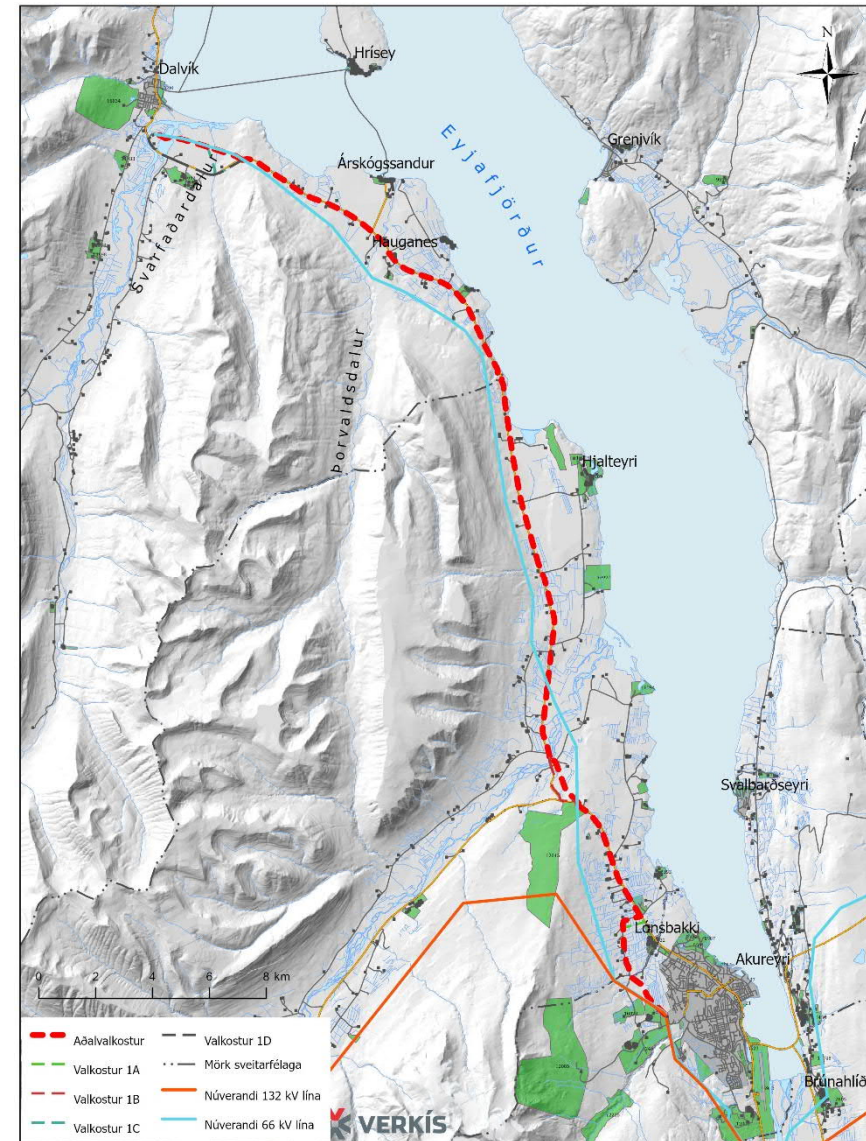 Dalvík
Hrísey
N
Grenivík
Árskógssandur
Eyjafjörður
Svarfaðardalur
Hauganes
Þorvaldsdalur
Hjalteyri
Svalbarðseyri
Lónsbakki
Akureyri
Brúnahlíð
0 2 4 8 km
Aðalvalkostur
Valkostur 1A
Valkostur 1B
Valkostur 1C
Valkostur 1D
Mörk sveitarfélaga
Núverandi 132 kV lína
Núverandi 66 kV lína
VERKÍS